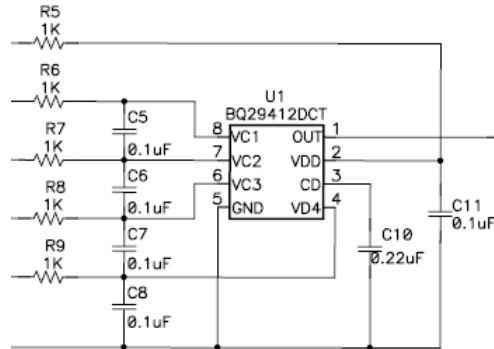 R5
1K
R6
1K
R7
1K
R8
1K
R9
1K
C5
0.1uF
C6
0.1uF
C7
0.1uF
C8
0.1uF
U1
BQ29412DCT
8 VC1 OUT 1
7 VC2 VDD 2
6 VC3 CD 3
5 GND VD4 4
C10
0.22uF
C11
0.1uF